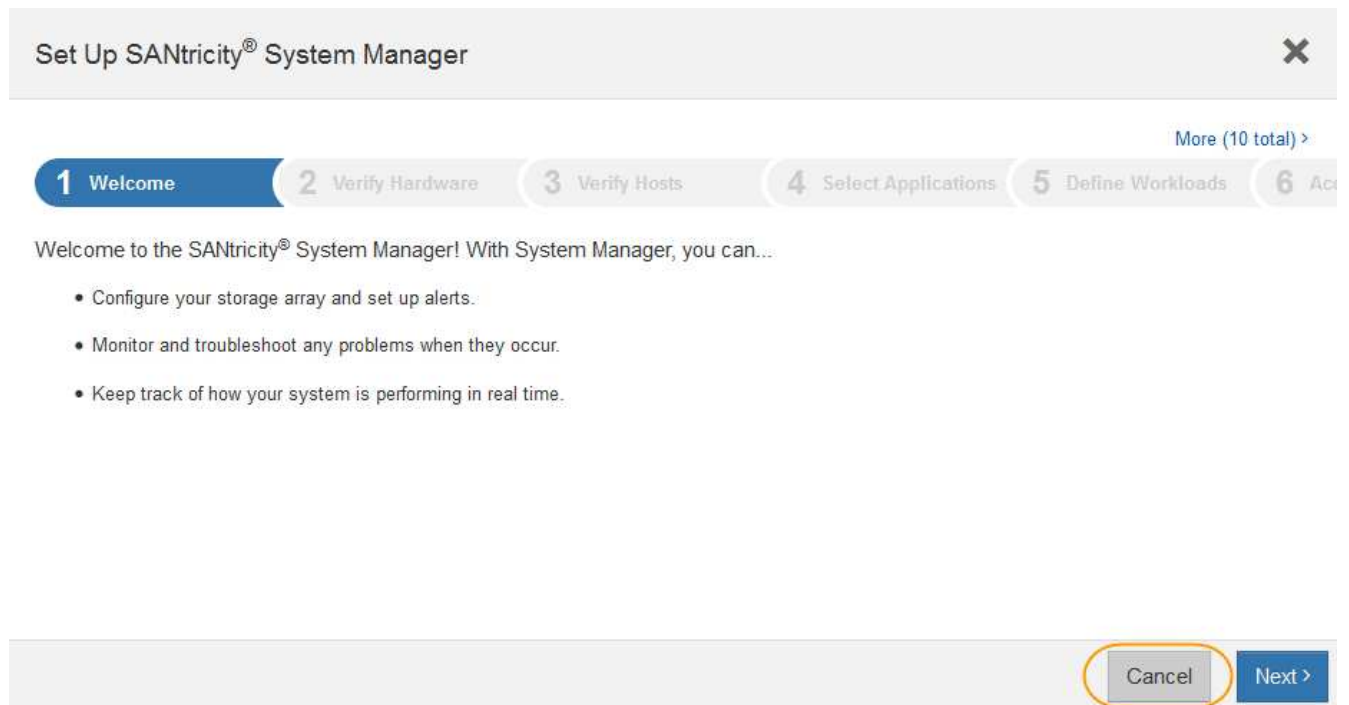 Set Up SANtricity® System Manager
More (10 total) >
1 Welcome 2 Verify Hardware 3 Verify Hosts 4 Select Applications 5 Define Workloads 6 Acc
Welcome to the SANtricity® System Manager! With System Manager, you can...
• Configure your storage array and set up alerts.
• Monitor and troubleshoot any problems when they occur.
• Keep track of how your system is performing in real time.
Cancel Next >